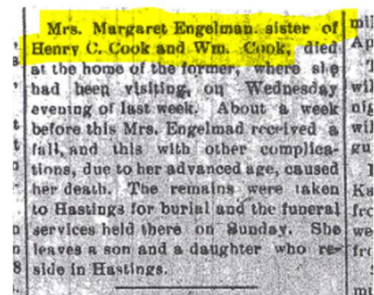 Mrs. Margaret Engelman, sister of
Henry C. Cook and Wm. Cook, died
at the home of the former, where she
had been visiting, on Wednesday
evening of last week. About a week
before this Mrs. Engelmad received a
fall, and this with other complica-
tions, due to her advanced age, caused
her death. The remains were taken
to Hastings for burial and the funeral
services held there on Sunday. She
leaves a son and a daughter who re-
side in Hastings.